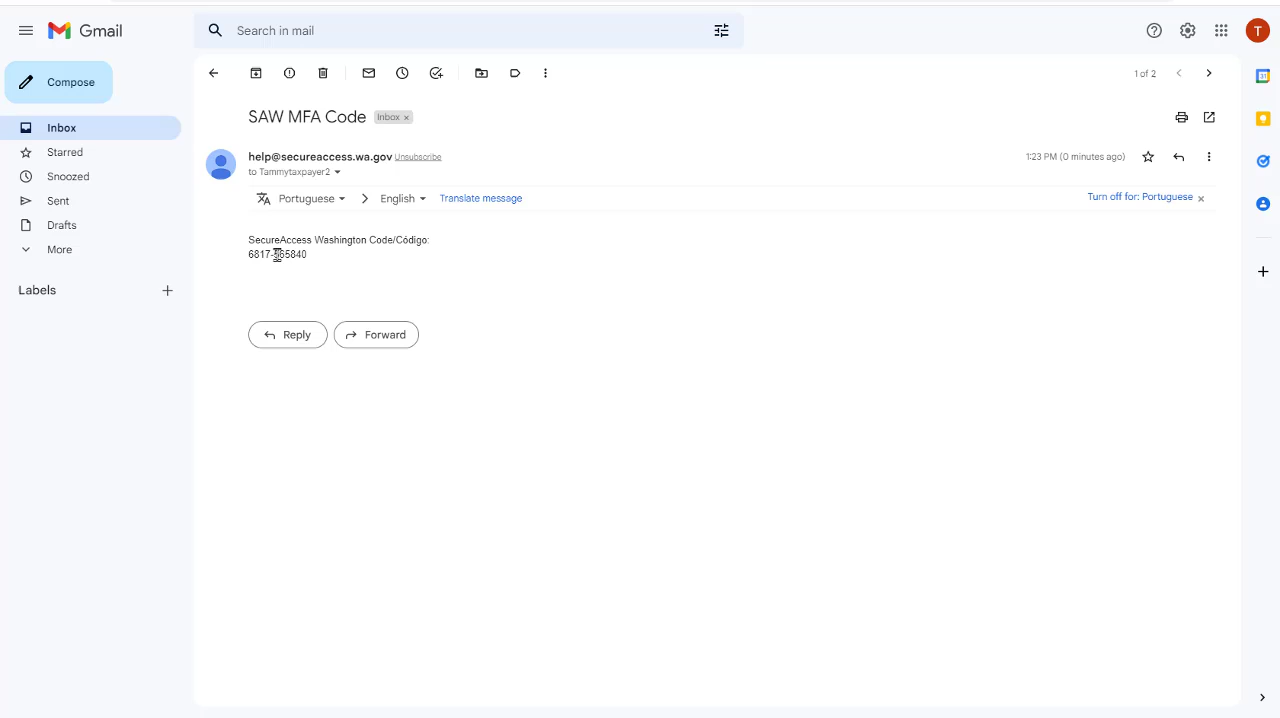 Gmail
Search in mail
T
Compose
1 of 2
31
SAW MFA Code Inbox ×
Inbox
help@secureaccess.wa.gov Unsubscribe
1:23 PM (0 minutes ago)
Starred
to Tammytaxpayer2
Snoozed
Portuguese English Translate message
Turn off for: Portuguese ×
Sent
Drafts
SecureAccess Washington Code/Código:
More
Labels
Reply
Forward